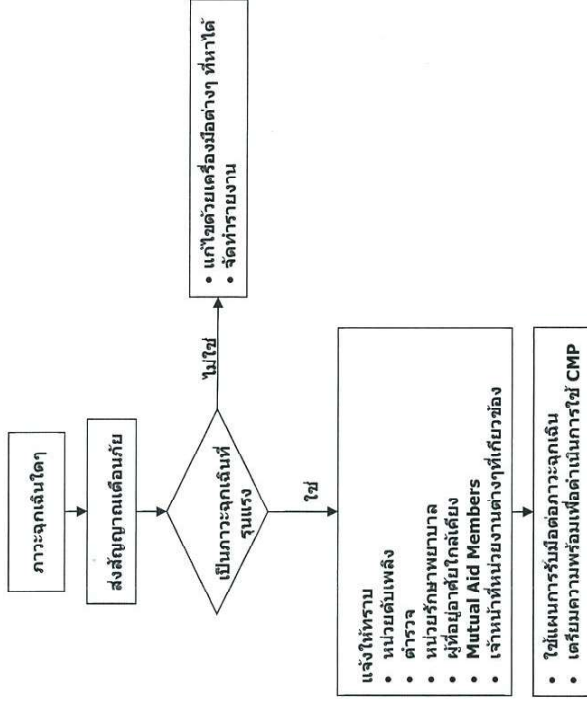 ภาวะฉุกเฉินใดๆ
ส่งสัญญาณเตือนภัย
เป็นภาวะฉุกเฉินที่
รุนแรง
ไม่ใช่
• แก้ไขด้วยเครื่องมือต่างๆ ที่หาได้
• จัดทำรายงาน
ใช่
แจ้งให้ทราบ
• หน่วยดับเพลิง
• ตำรวจ
• หน่วยรักษาพยาบาล
• ผู้ที่อยู่อาศัยใกล้เคียง
• Mutual Aid Members
• เจ้าหน้าที่หน่วยงานต่างๆที่เกี่ยวข้อง
• ใช้แผนการรับมือต่อภาวะฉุกเฉิน
• เตรียมความพร้อมเพื่อดำเนินการใช้ CMP